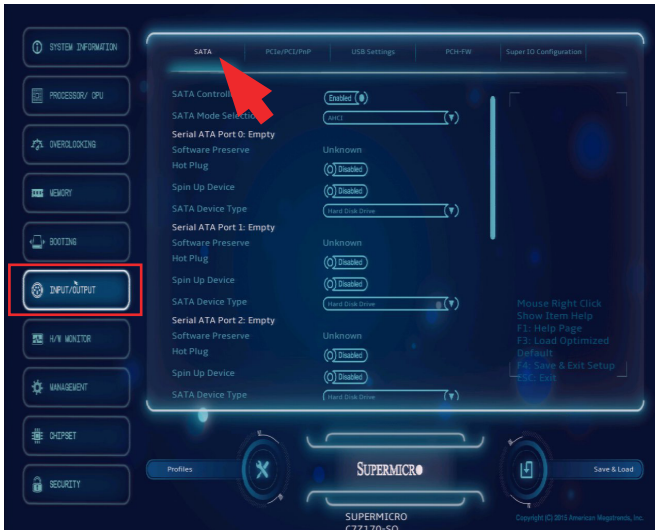 SYSTEM INFORMATION
PROCESSOR/ CPU
OVERCLOCKING
MEMORY
BOOTING
INPUT/OUTPUT
H/W MONITOR
MANAGEMENT
CHIPSET
SECURITY
SATA PCIe/PCI/PnP USB Settings PCH-FW Super IO Configuration
SATA Controll Enabled
SATA Mode Selection AHCI
Serial ATA Port 0: Empty
Software Preserve Unknown
Hot Plug Disabled
Spin Up Device Disabled
SATA Device Type Hard Disk Drive
Serial ATA Port 1: Empty
Software Preserve Unknown
Hot Plug Disabled
Spin Up Device Disabled
SATA Device Type Hard Disk Drive
Serial ATA Port 2: Empty
Software Preserve Unknown
Hot Plug Disabled
Spin Up Device Disabled
SATA Device Type Hard Disk Drive
Mouse Right Click
Show Item Help
F1: Help Page
F3: Load Optimized
Default
F4: Save & Exit Setup
ESC: Exit
Profiles
SUPERMICRO
Save & Load
SUPERMICRO
C7Z170-SQ
Copyright (C) 2015 American Megatrends, Inc.